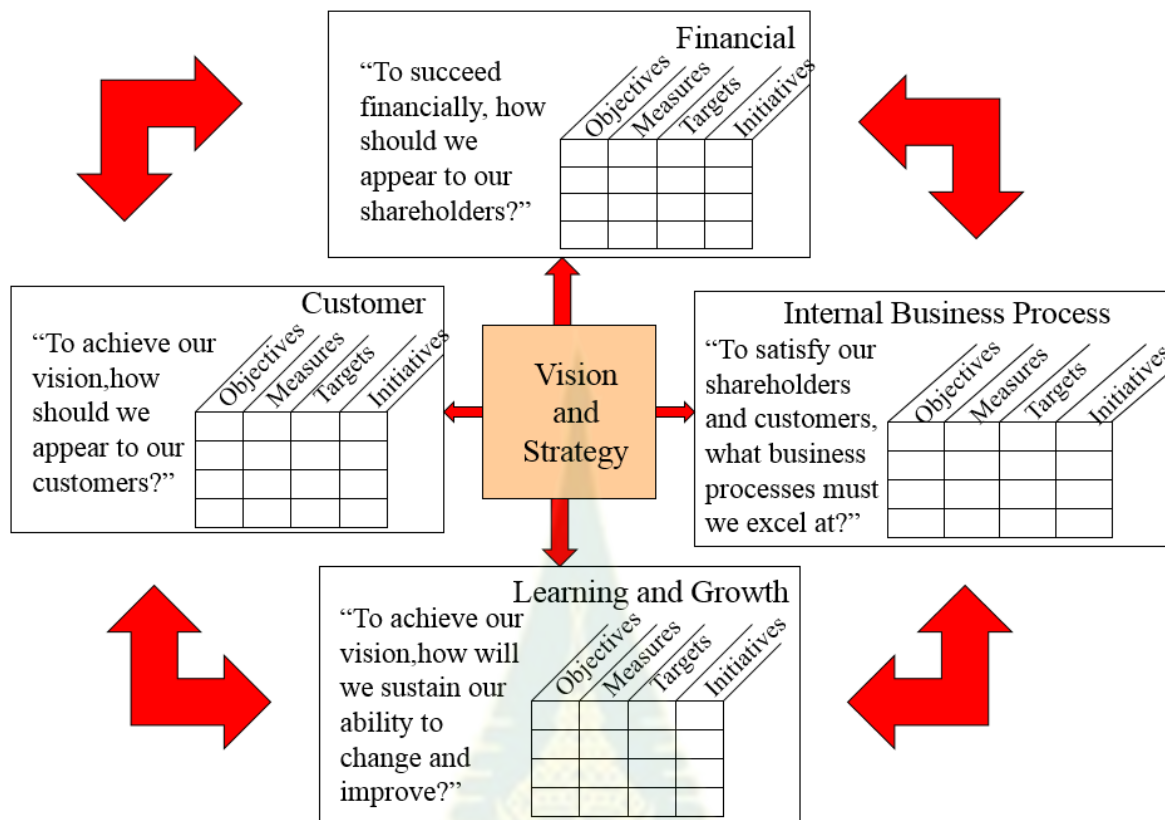 Financial
“To succeed
financially, how
should we
appear to our
shareholders?”
Objectives
Measures
Targets
Initiatives
Customer
“To achieve our
vision,how
should we
appear to our
customers?”
Objectives
Measures
Targets
Initiatives
Vision
and
Strategy
Internal Business Process
“To satisfy our
shareholders
and customers,
what business
processes must
we excel at?”
Objectives
Measures
Targets
Initiatives
Learning and Growth
“To achieve our
vision,how will
we sustain our
ability to
change and
improve?”
Objectives
Measures
Targets
Initiatives